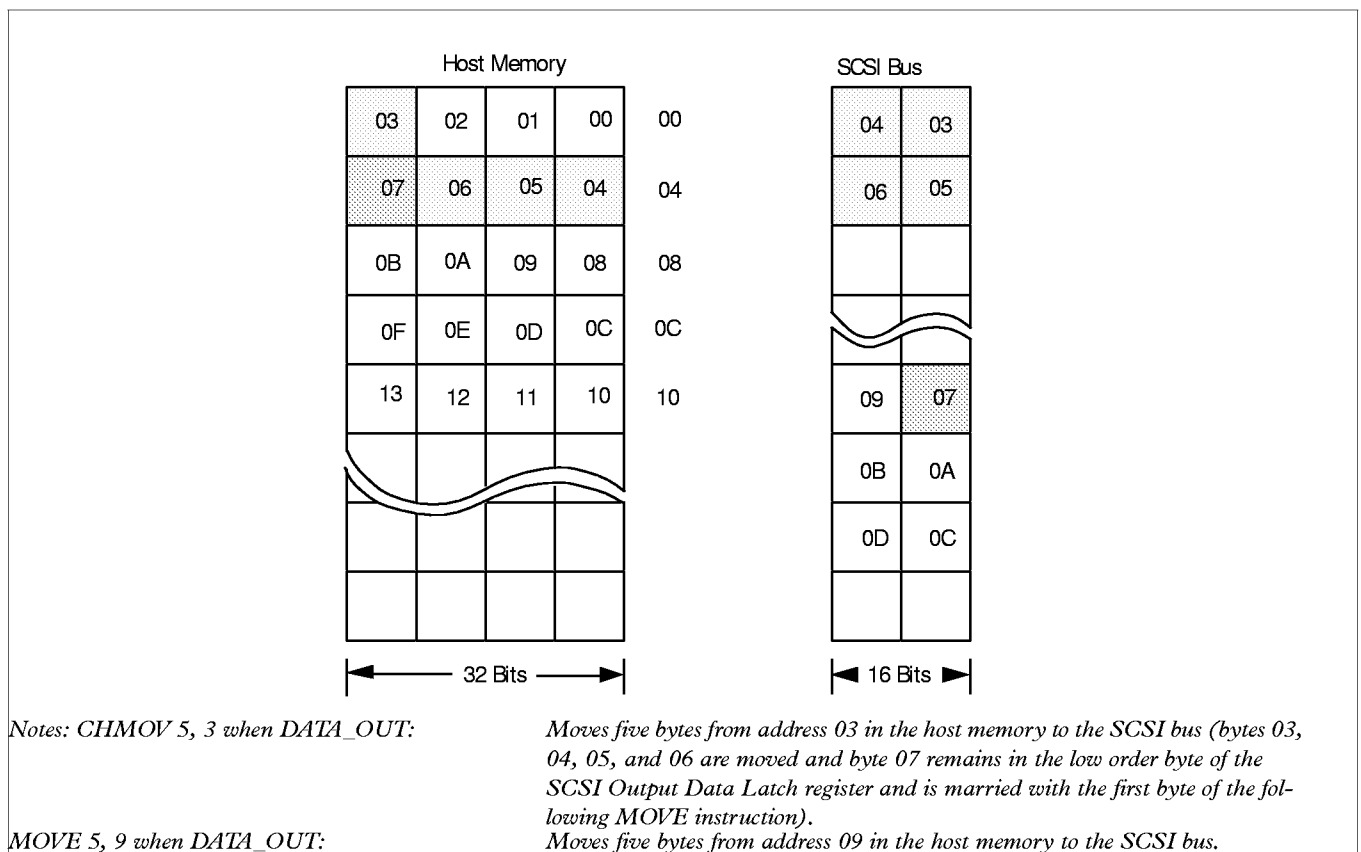 Host Memory
SCSI Bus
03 02 01 00 00
04 03
07 06 05 04 04
06 05
0B 0A 09 08 08
0F 0E 0D 0C 0C
13 12 11 10 10
09 07
0B 0A
0D 0C
32 Bits
16 Bits
Notes: CHMOV 5, 3 when DATA_OUT:
Moves five bytes from address 03 in the host memory to the SCSI bus (bytes 03,
04, 05, and 06 are moved and byte 07 remains in the low order byte of the
SCSI Output Data Latch register and is married with the first byte of the fol-
lowing MOVE instruction).
MOVE 5, 9 when DATA_OUT:
Moves five bytes from address 09 in the host memory to the SCSI bus.